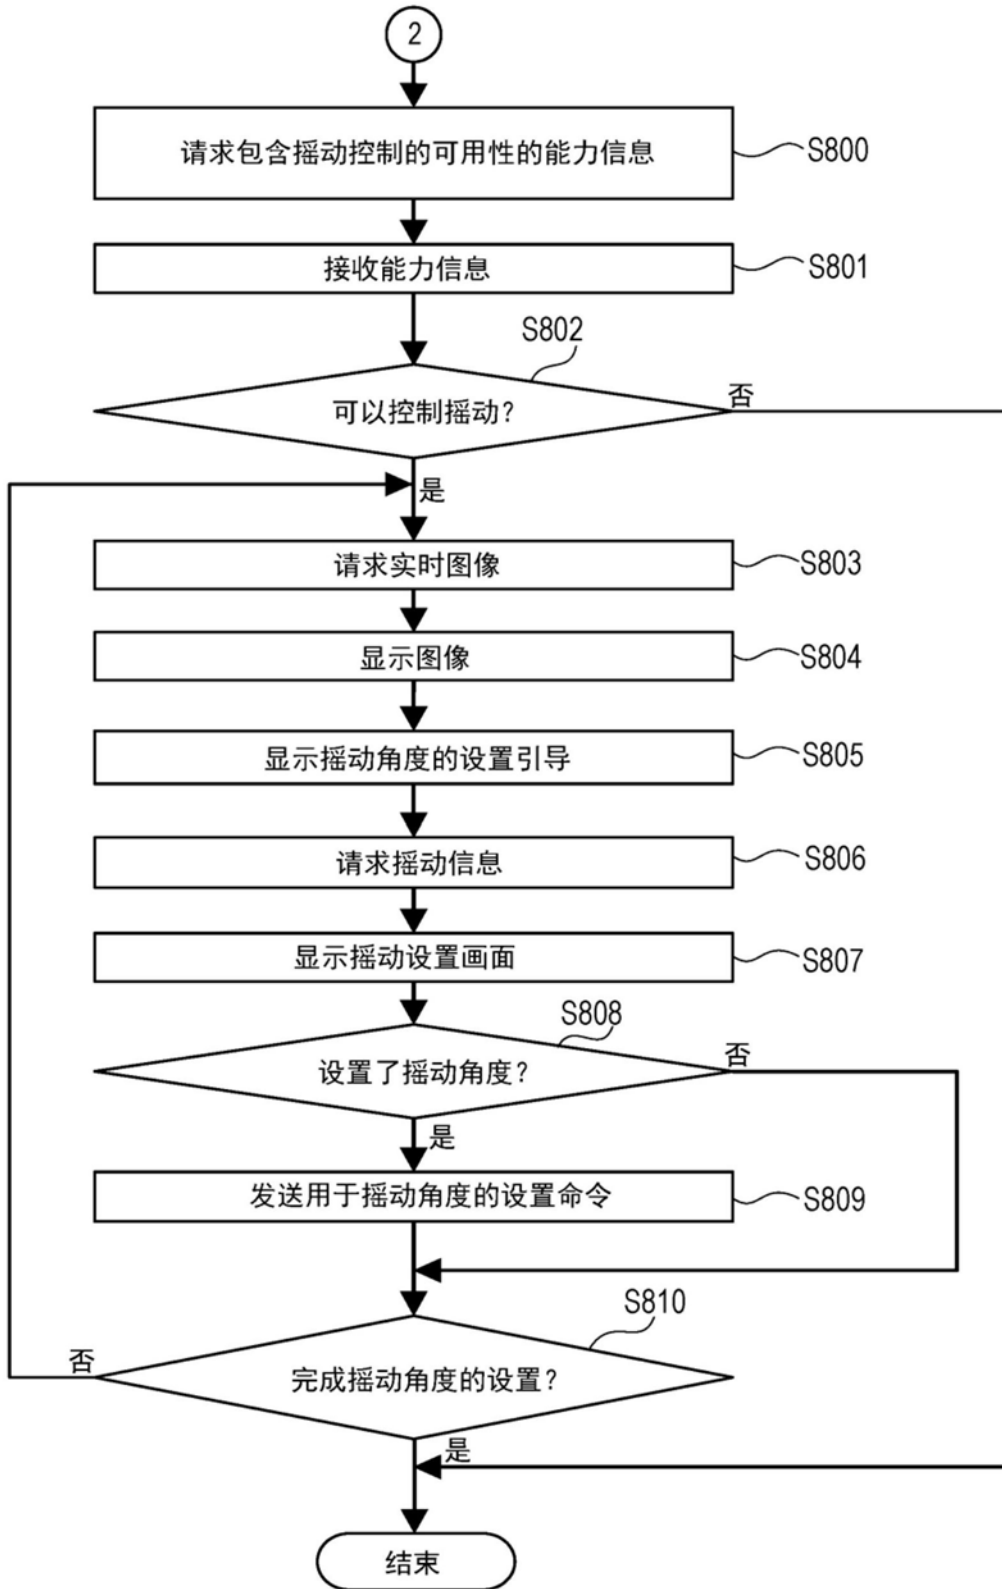 2
请求包含摇动控制的可用性的能力信息
S800
接收能力信息
S801
S802
可以控制摇动?
否
是
请求实时图像
S803
显示图像
S804
显示摇动角度的设置引导
S805
请求摇动信息
S806
显示摇动设置画面
S807
S808
设置了摇动角度?
否
是
发送用于摇动角度的设置命令
S809
S810
完成摇动角度的设置?
否
是
结束